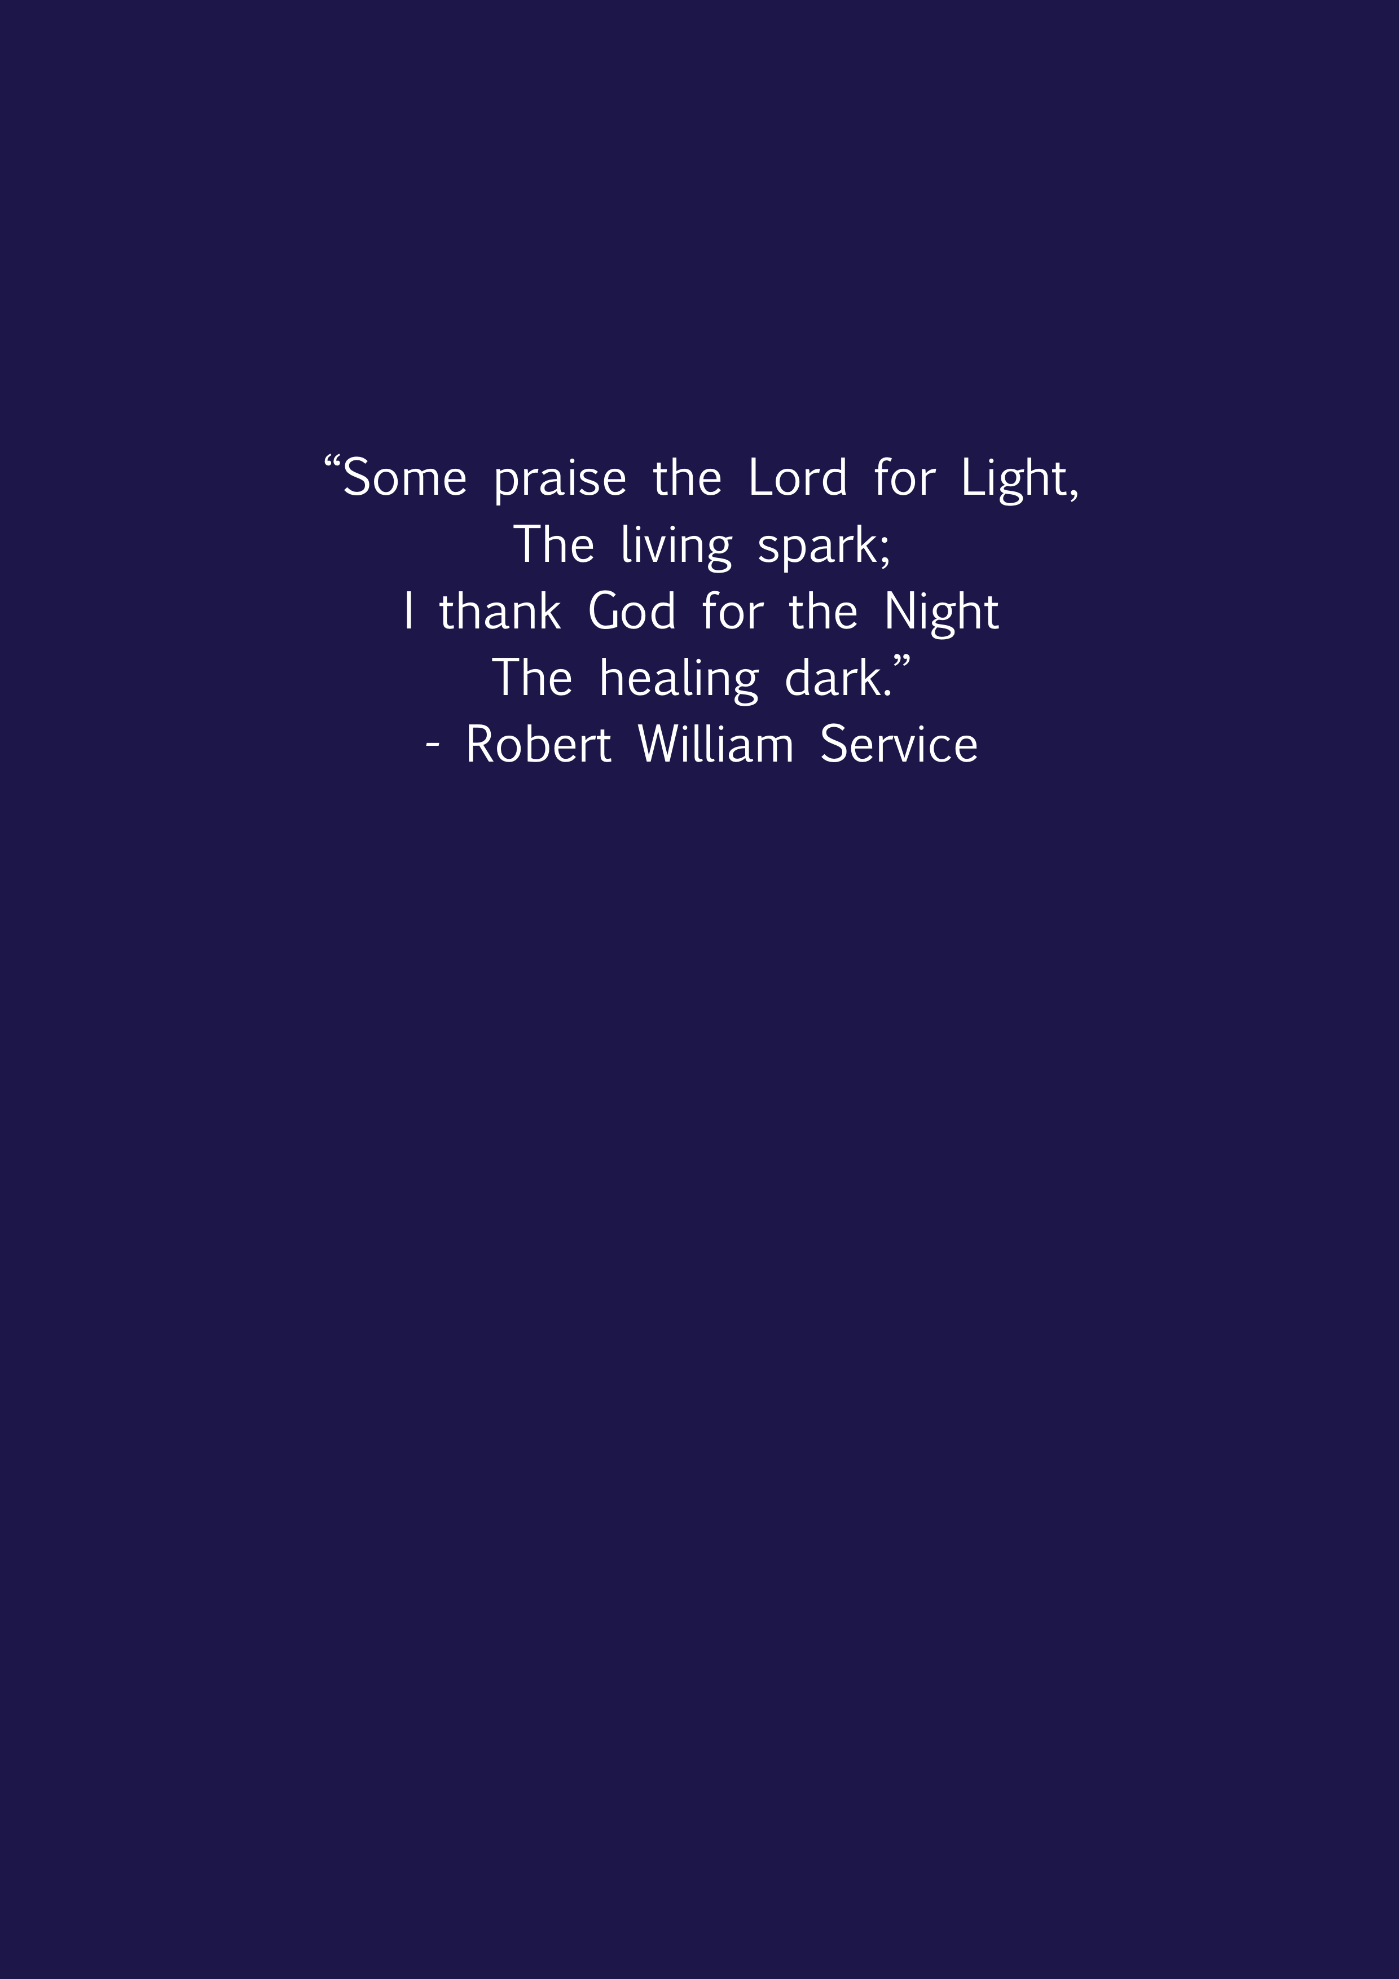 “Some praise the Lord for Light,
The living spark;
I thank God for the Night
The healing dark.”
- Robert William Service